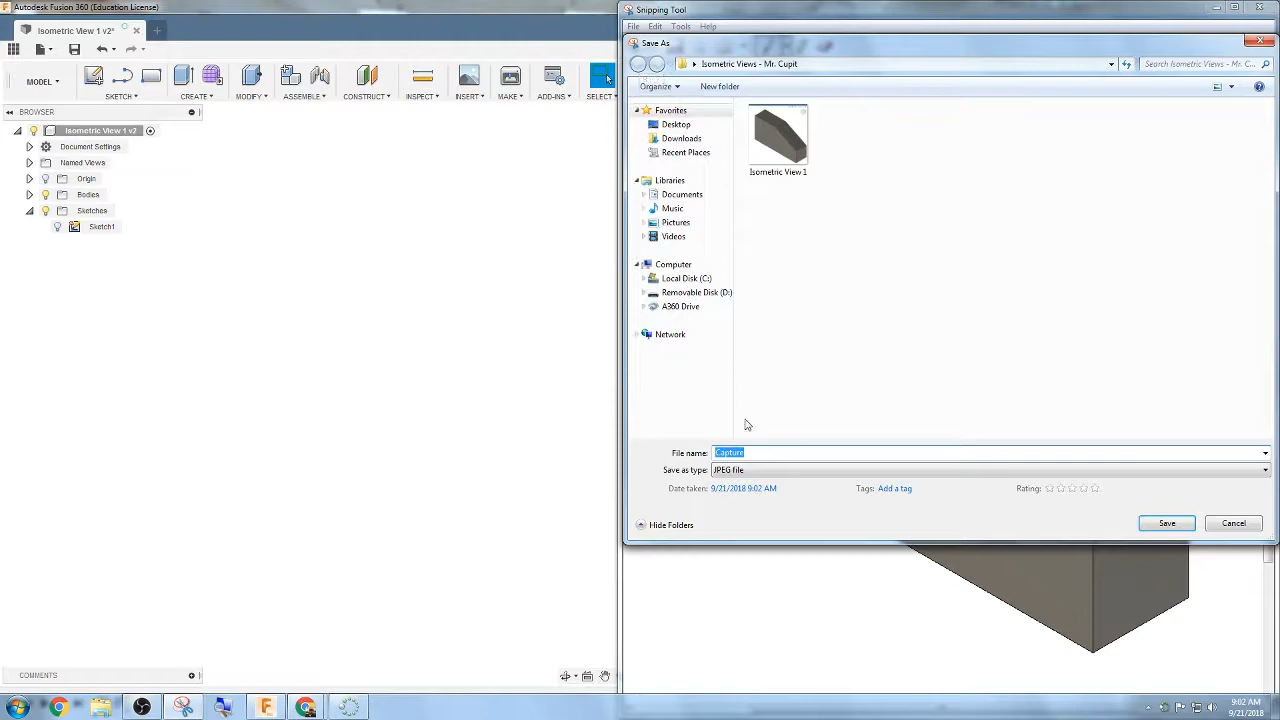 Autodesk Fusion 360 (Education License)
Isometric View 1 v2*
MODEL
SKETCH
CREATE
MODIFY
ASSEMBLE
CONSTRUCT
INSPECT
INSERT
MAKE
ADD-INS
SELECT
BROWSER
Isometric View 1 v2
Document Settings
Named Views
Origin
Bodies
Sketches
Sketch1
COMMENTS
Snipping Tool
File Edit Tools Help
Save As
Isometric Views - Mr. Cupit
Search Isometric Views - Mr. C...
Organize
New folder
Favorites
Desktop
Downloads
Recent Places
Libraries
Documents
Music
Pictures
Videos
Computer
Local Disk (C:)
Removable Disk (D:)
A360 Drive
Network
Isometric View 1
File name: Capture
Save as type: JPEG file
Date taken: 9/21/2018 9:02 AM
Tags: Add a tag
Rating:
Hide Folders
Save
Cancel
9:02 AM
9/21/2018